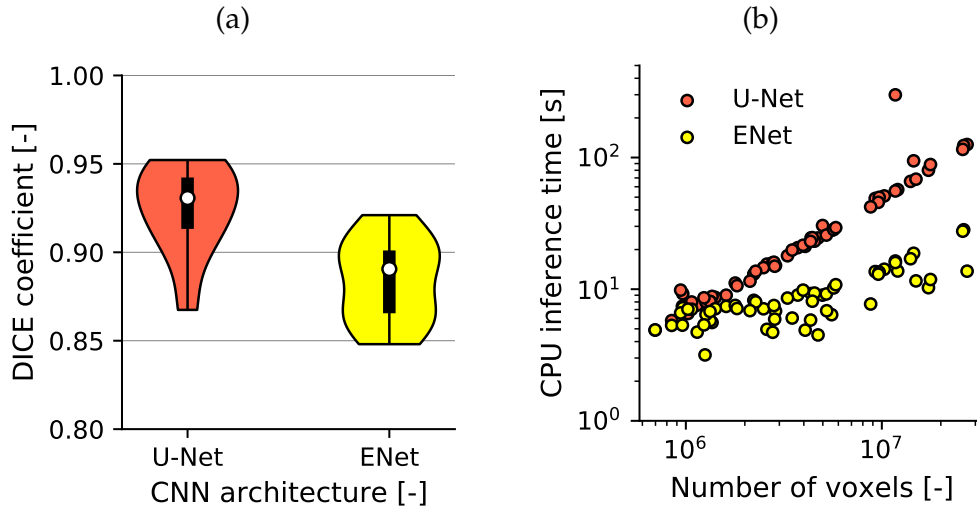 (a)
DICE coefficient [-]
1.00
0.95
0.90
0.85
0.80
U-Net
ENet
CNN architecture [-]
(b)
CPU inference time [s]
U-Net
ENet
10²
10¹
10⁰
10⁶
10⁷
Number of voxels [-]